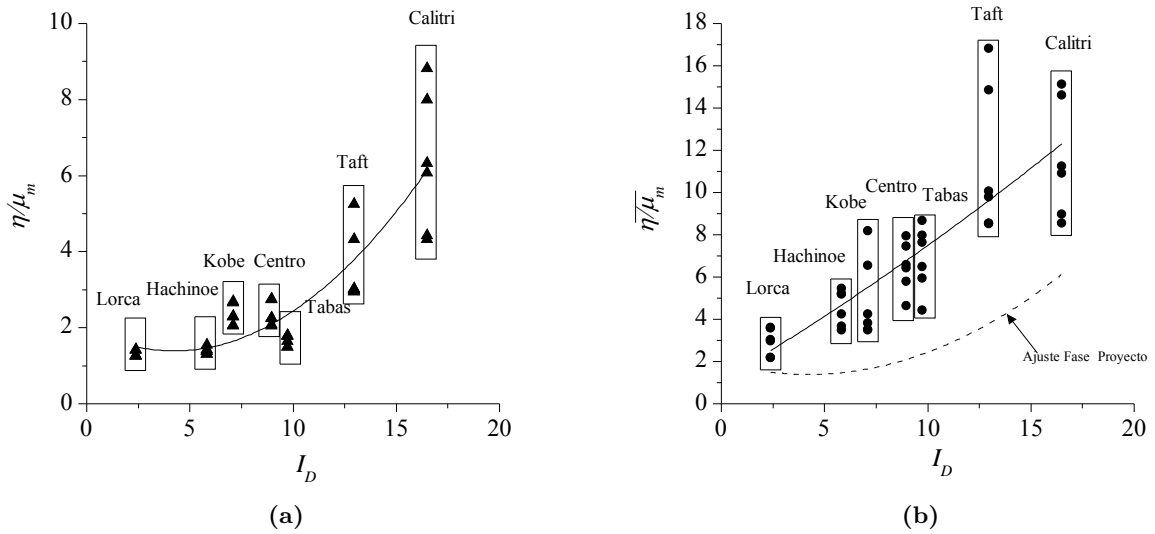 10
8
6
4
2
0
0
5
10
15
20
η/μm
I_D
Lorca
Hachinoe
Kobe
Centro
Tabas
Taft
Calitri
(a)
18
16
14
12
10
8
6
4
2
0
0
5
10
15
20
η/μm
I_D
Lorca
Hachinoe
Kobe
Centro
Tabas
Taft
Calitri
Ajuste Fase Proyecto
(b)